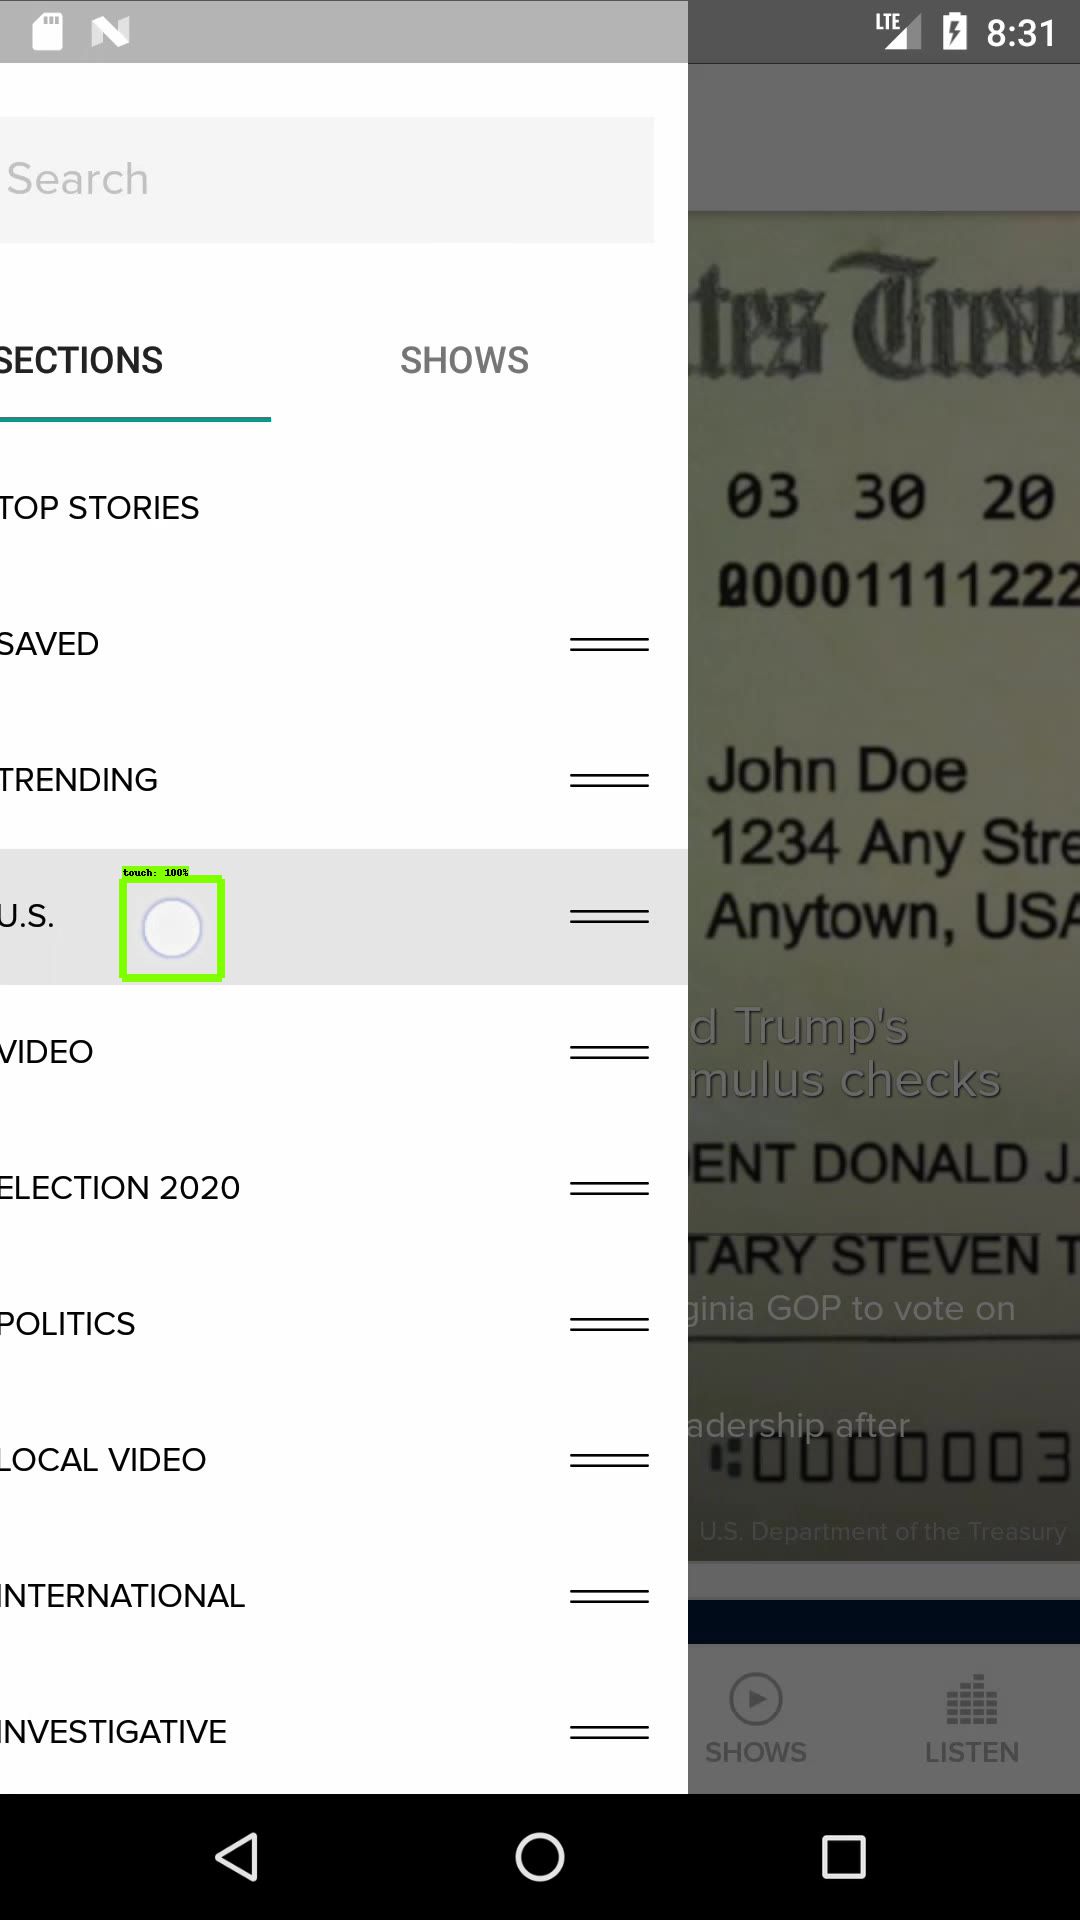 LTE 8:31
Search
SECTIONS SHOWS
TOP STORIES
SAVED
TRENDING
touch: 100%
U.S.
VIDEO
ELECTION 2020
POLITICS
LOCAL VIDEO
INTERNATIONAL
INVESTIGATIVE
tes Treas
03 30 20
00001111222
John Doe
1234 Any Stre
Anytown, USA
d Trump's
mulus checks
ENT DONALD J.
TARY STEVEN T
ginia GOP to vote on
adership after
0000003
U.S. Department of the Treasury
SHOWS LISTEN